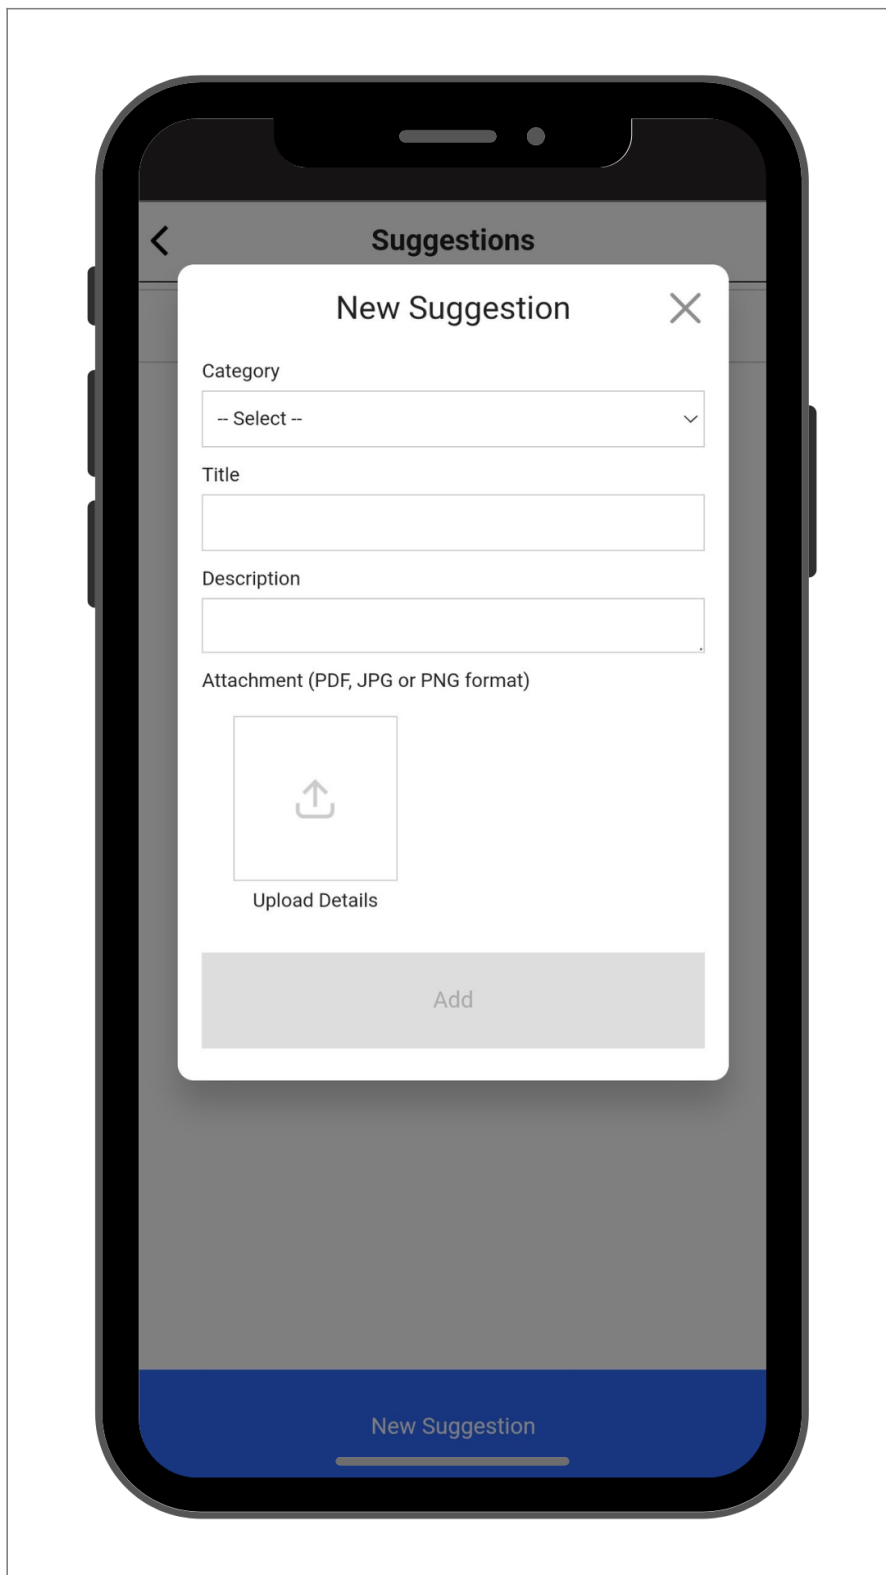 Suggestions
New Suggestion
Category
-- Select --
Title
Description
Attachment (PDF, JPG or PNG format)
Upload Details
Add
New Suggestion